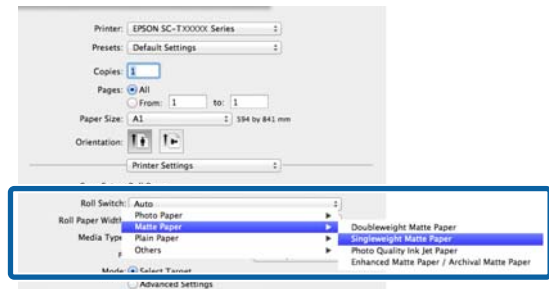 Printer: EPSON SC-TXXXXX Series
Presets: Default Settings
Copies: 1
Pages: All
From: 1 to: 1
Paper Size: A1 594 by 841 mm
Orientation:
Printer Settings
Roll Switch: Auto
Roll Paper Width
Photo Paper
Matte Paper
Media Type
Plain Paper
Others
Doubleweight Matte Paper
Singleweight Matte Paper
Photo Quality Ink Jet Paper
Enhanced Matte Paper / Archival Matte Paper
Mode: Select Target
Advanced Settings